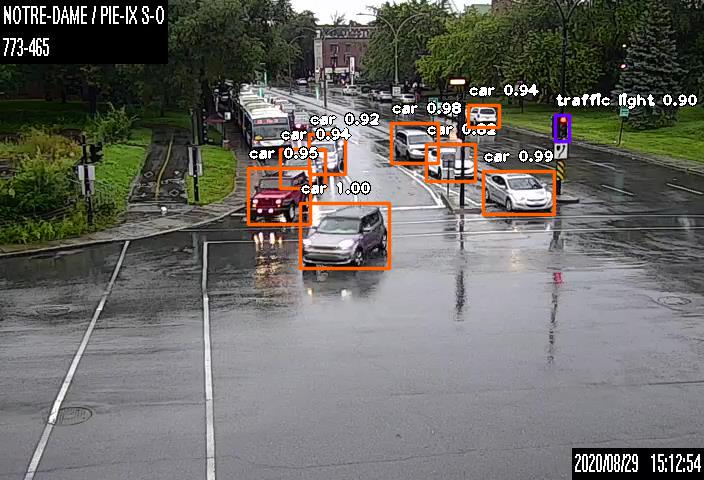 NOTRE-DAME / PIE-IX S-O
773-465
car 0.94
traffic light 0.90
car 0.98
car 0.92
car 0.94
car 0.95
car 0.99
car 1.00
2020/08/29 15:12:54